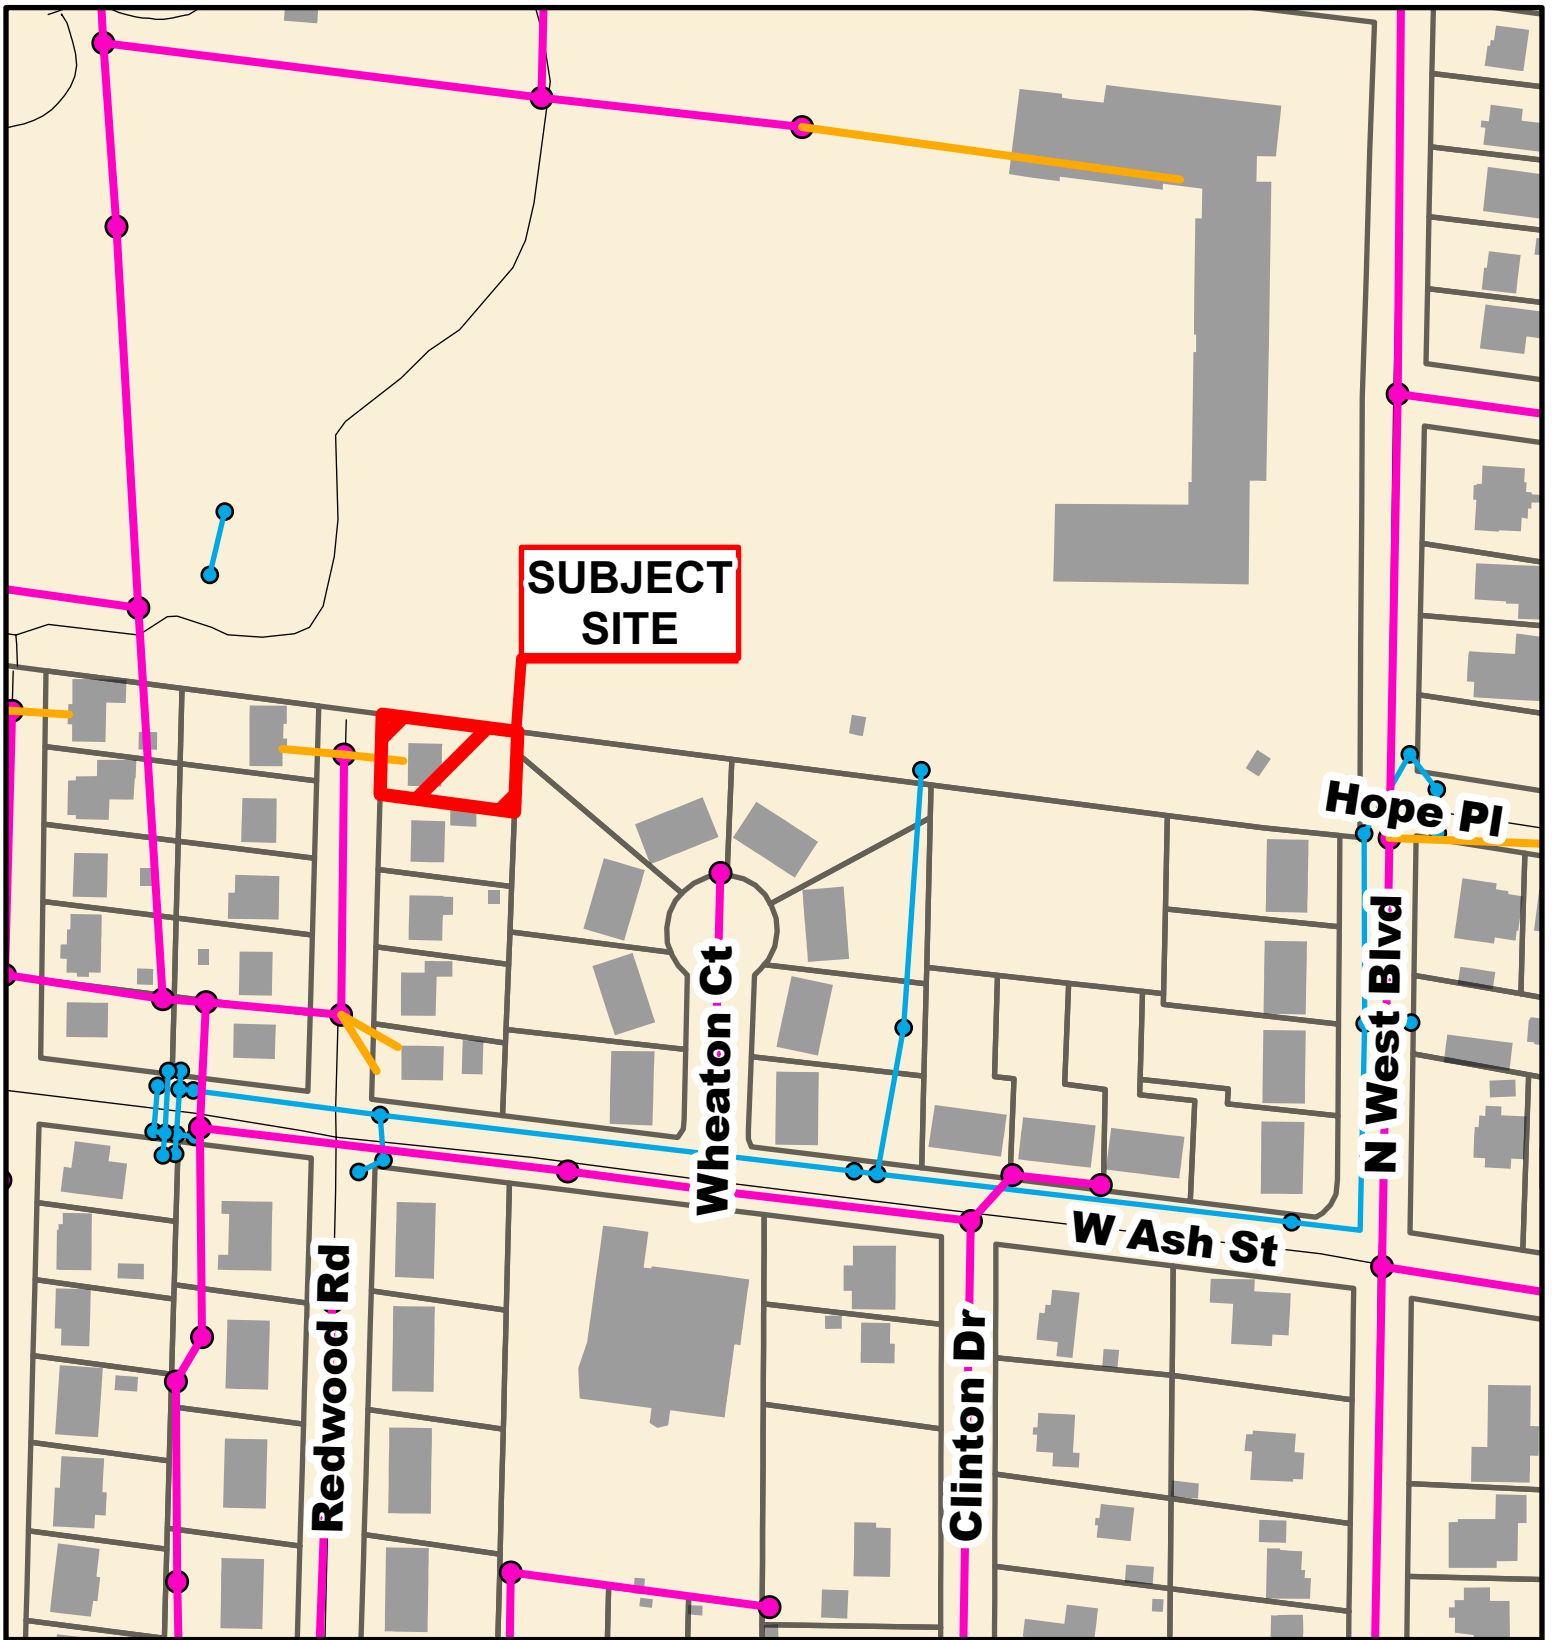 SUBJECT
SITE
Hope Pl
N West Blvd
Wheaton Ct
W Ash St
Redwood Rd
Clinton Dr